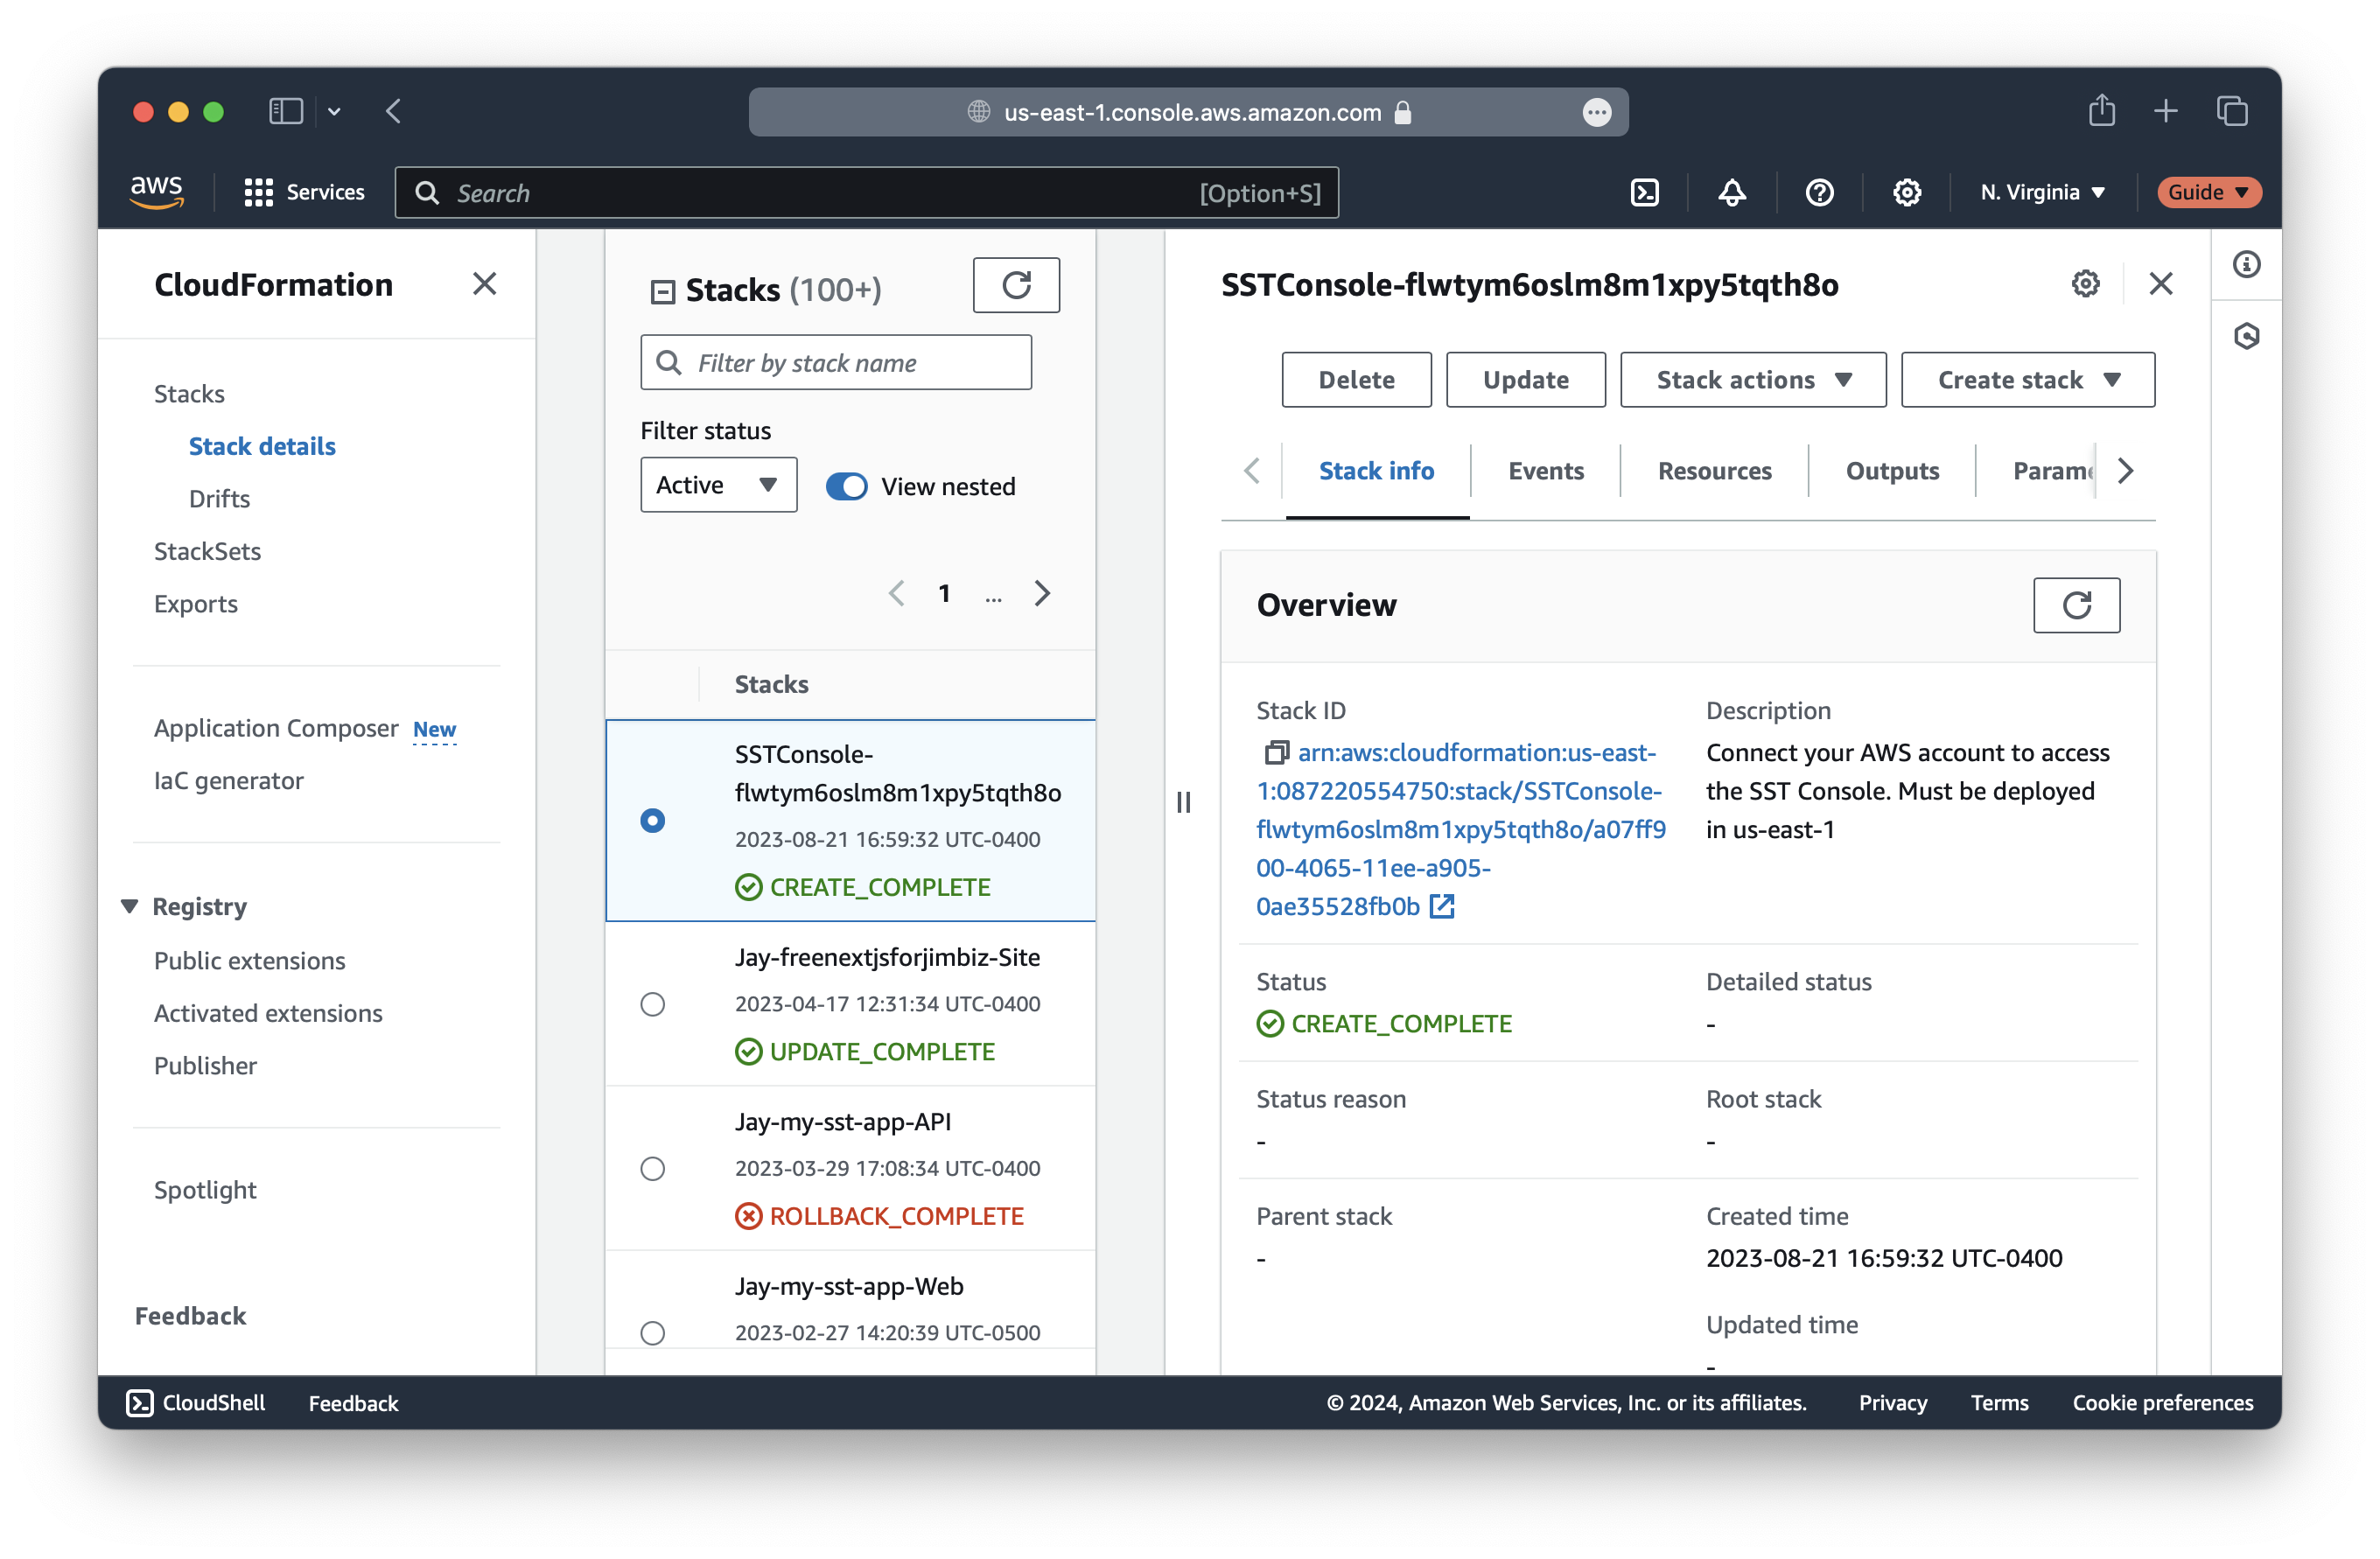 us-east-1.console.aws.amazon.com
aws
Services
Search
[Option+S]
N. Virginia
Guide
CloudFormation
Stacks
Stack details
Drifts
StackSets
Exports
Application Composer New
IaC generator
Registry
Public extensions
Activated extensions
Publisher
Spotlight
Feedback
Stacks (100+)
Filter by stack name
Filter status
Active
View nested
1 ...
Stacks
SSTConsole-
flwtym6oslm8m1xpy5tqth8o
2023-08-21 16:59:32 UTC-0400
CREATE_COMPLETE
Jay-freenextjsforjimbiz-Site
2023-04-17 12:31:34 UTC-0400
UPDATE_COMPLETE
Jay-my-sst-app-API
2023-03-29 17:08:34 UTC-0400
ROLLBACK_COMPLETE
Jay-my-sst-app-Web
2023-02-27 14:20:39 UTC-0500
SSTConsole-flwtym6oslm8m1xpy5tqth8o
Delete
Update
Stack actions
Create stack
Stack info
Events
Resources
Outputs
Param
Overview
Stack ID
arn:aws:cloudformation:us-east-
1:087220554750:stack/SSTConsole-
flwtym6oslm8m1xpy5tqth8o/a07ff9
00-4065-11ee-a905-
0ae35528fb0b
Description
Connect your AWS account to access
the SST Console. Must be deployed
in us-east-1
Status
CREATE_COMPLETE
Detailed status
-
Status reason
-
Root stack
-
Parent stack
-
Created time
2023-08-21 16:59:32 UTC-0400
Updated time
-
CloudShell
Feedback
© 2024, Amazon Web Services, Inc. or its affiliates.
Privacy
Terms
Cookie preferences